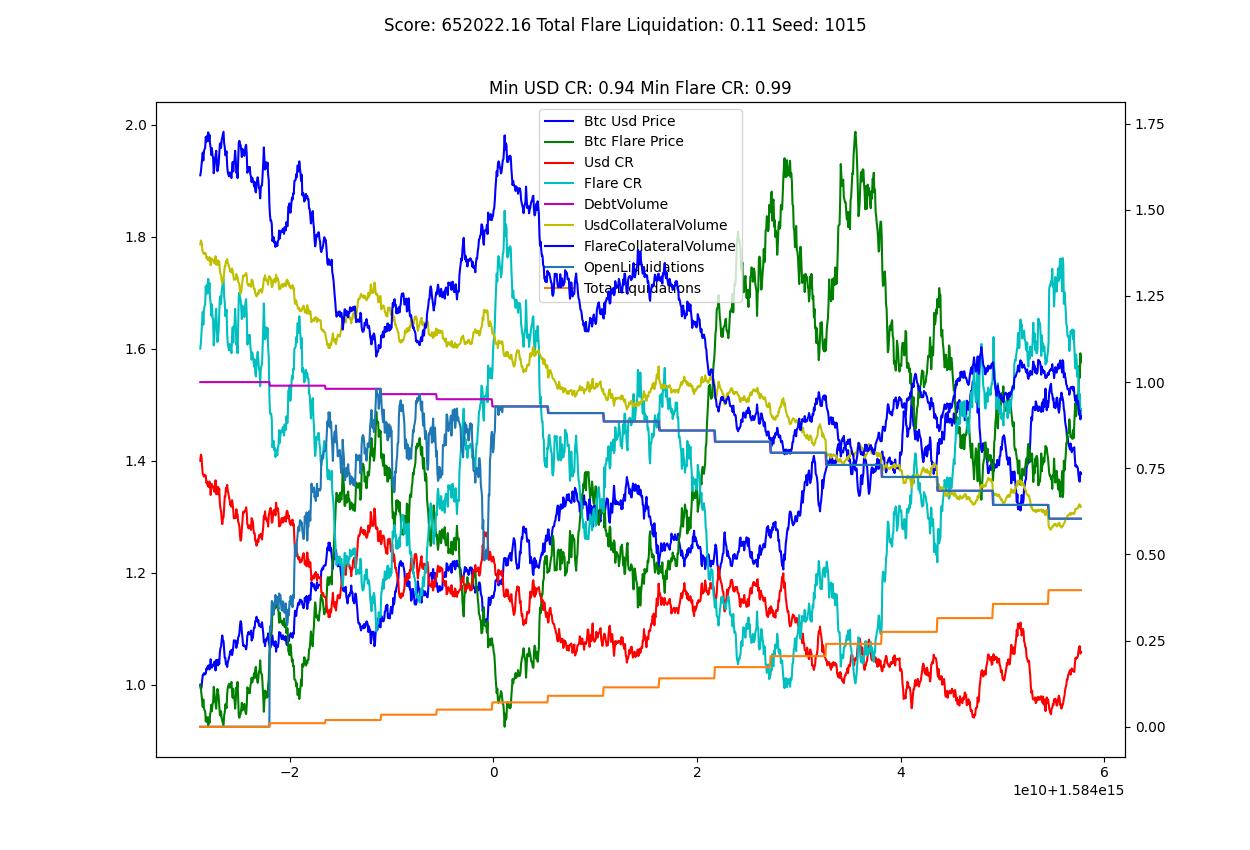 Score: 652022.16 Total Flare Liquidation: 0.11 Seed: 1015
Min USD CR: 0.94 Min Flare CR: 0.99
Btc Usd Price
Btc Flare Price
Usd CR
Flare CR
DebtVolume
UsdCollateralVolume
FlareCollateralVolume
OpenLiquidations
TotalLiquidations
2.0
1.8
1.6
1.4
1.2
1.0
1.75
1.50
1.25
1.00
0.75
0.50
0.25
0.00
−2 0 2 4 6
1e10+1.584e15